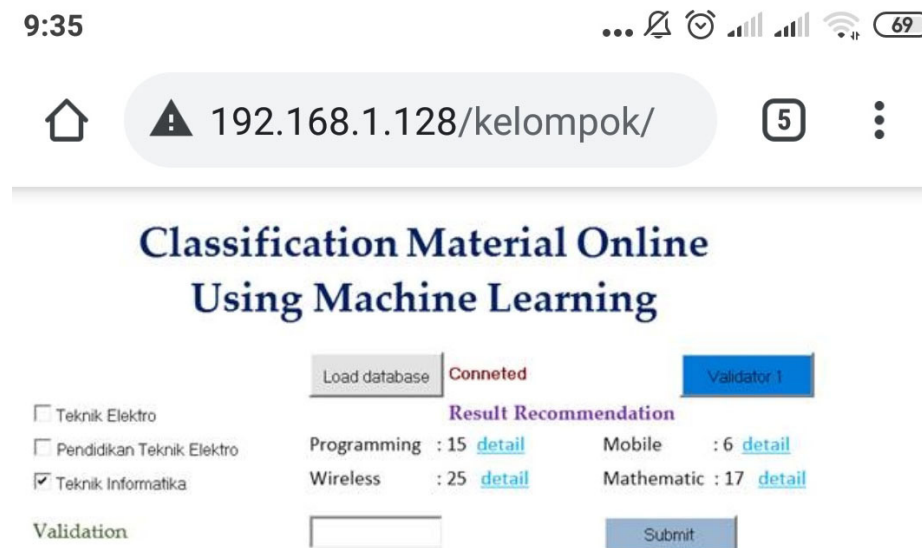 9:35
69
192.168.1.128/kelompok/
5
Classification Material Online
Using Machine Learning
Load database Conneted Validator 1
Teknik Elektro Result Recommendation
Pendidikan Teknik Elektro Programming : 15 detail Mobile : 6 detail
Teknik Informatika Wireless : 25 detail Mathematic : 17 detail
Validation Submit